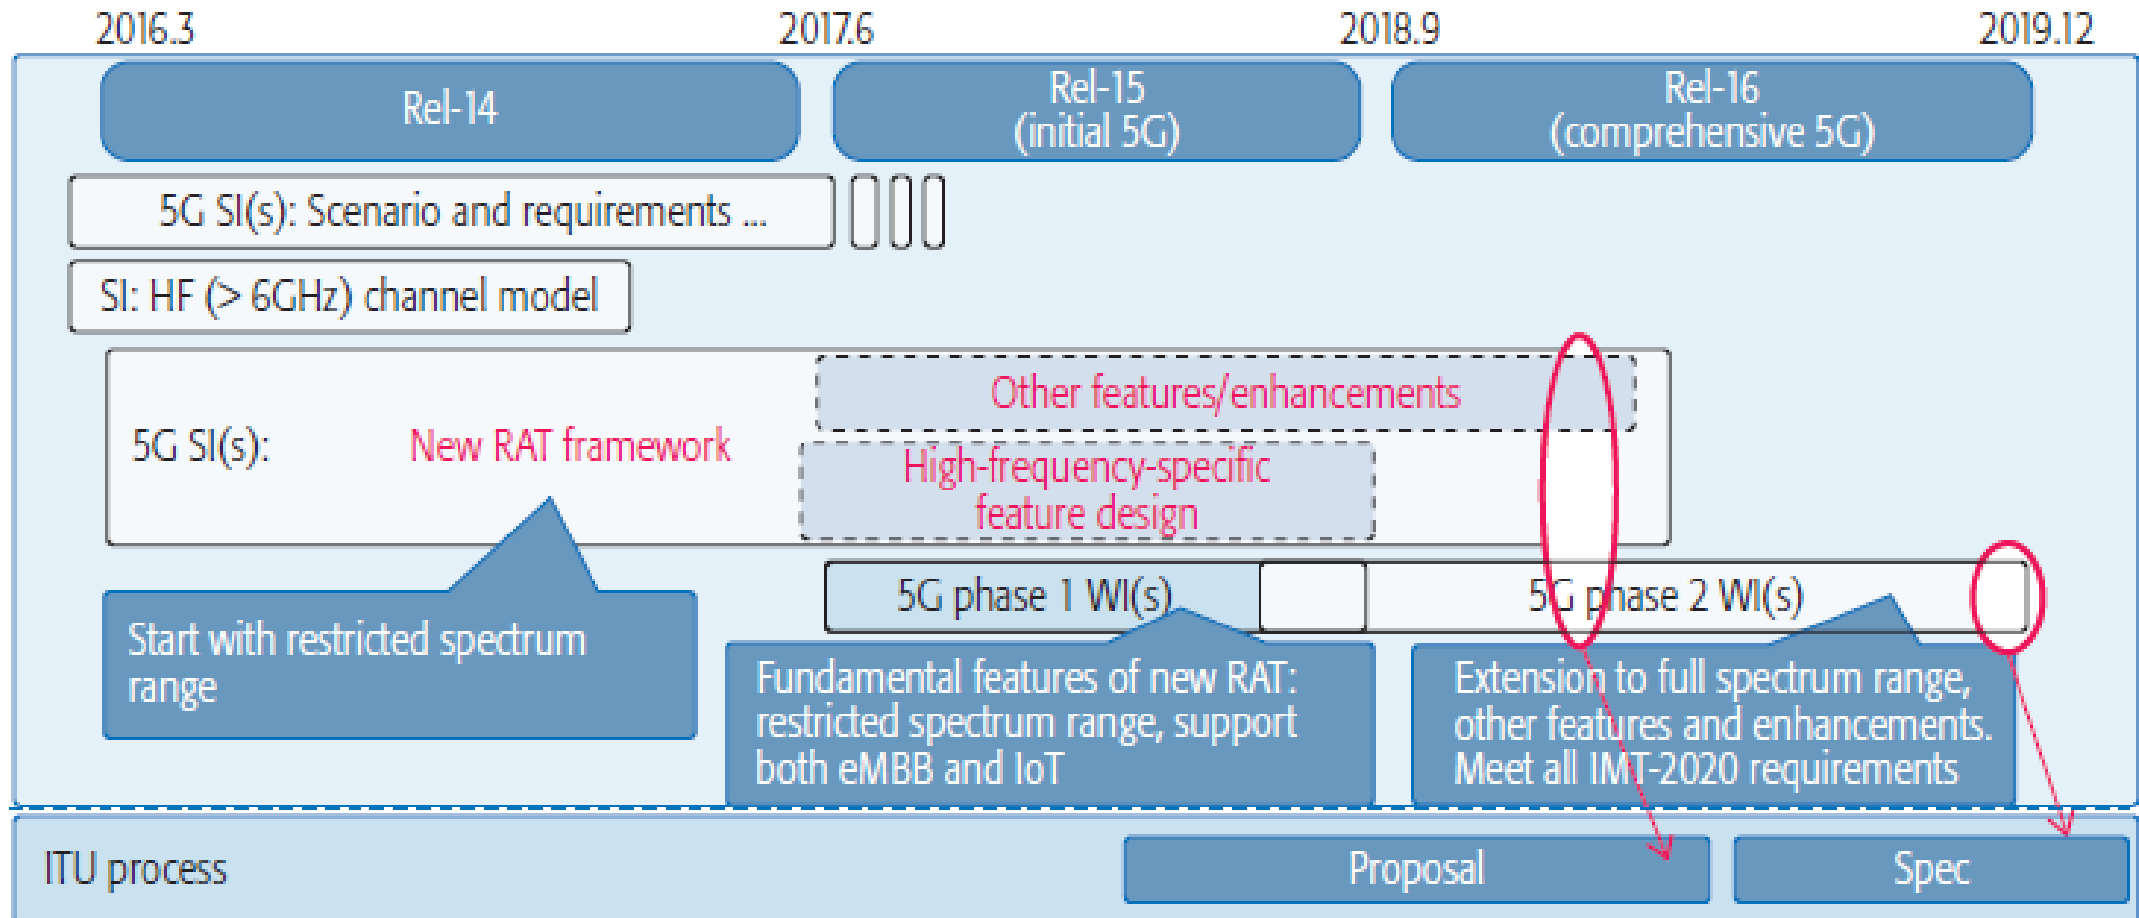 2016.3
2017.6
2018.9
2019.12
Rel-14
Rel-15
(initial 5G)
Rel-16
(comprehensive 5G)
5G SI(s): Scenario and requirements ...
SI: HF (> 6GHz) channel model
5G SI(s):
New RAT framework
Other features/enhancements
High-frequency-specific
feature design
5G phase 1 WI(s)
5G phase 2 WI(s)
Start with restricted spectrum
range
Fundamental features of new RAT:
restricted spectrum range, support
both eMBB and IoT
Extension to full spectrum range,
other features and enhancements.
Meet all IMT-2020 requirements
ITU process
Proposal
Spec